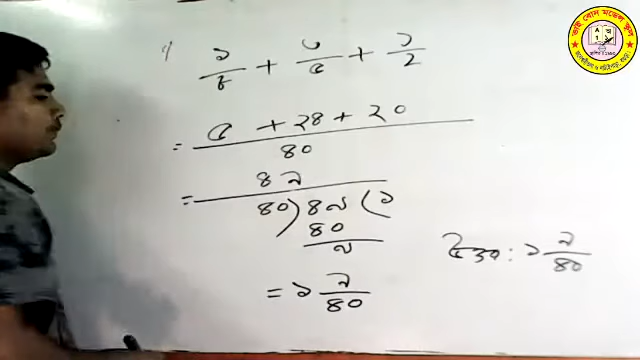 ভাই বোন মডেল স্কুল
১/৮ + ৩/৫ + ১/২
= ৫ + ২৪ + ২০
৪০
= ৪৯
৪০) ৪৯ (১
৪০
৯
= ১ ৯/৪০
উত্তর: ১ ৯/৪০